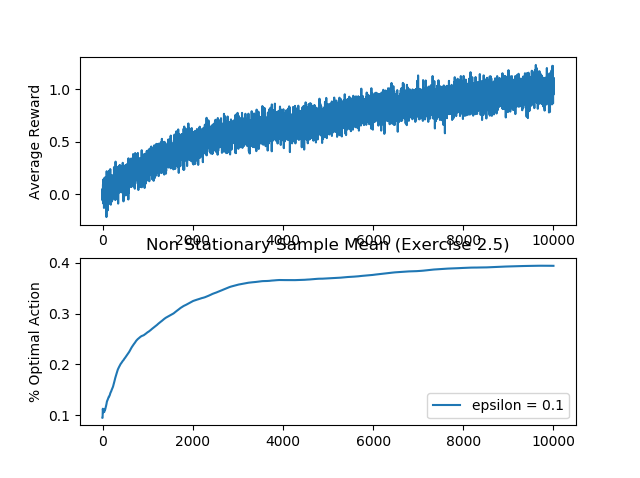 1.0
0.5
0.0
Average Reward
0 2000 4000 6000 8000 10000
Non Stationary Sample Mean (Exercise 2.5)
0.4
0.3
0.2
0.1
% Optimal Action
epsilon = 0.1
0 2000 4000 6000 8000 10000